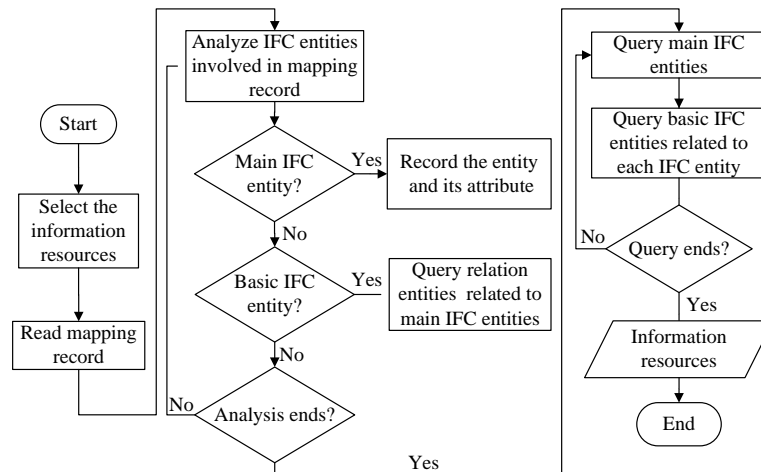 Start
Select the
information
resources
Read mapping
record
Analyze IFC entities
involved in mapping
record
Main IFC
entity?
Yes
Record the entity
and its attribute
No
Basic IFC
entity?
Yes
Query relation
entities related to
main IFC entities
No
Analysis ends?
No
Yes
Query main IFC
entities
Query basic IFC
entities related to
each IFC entity
Query ends?
No
Yes
Information
resources
End